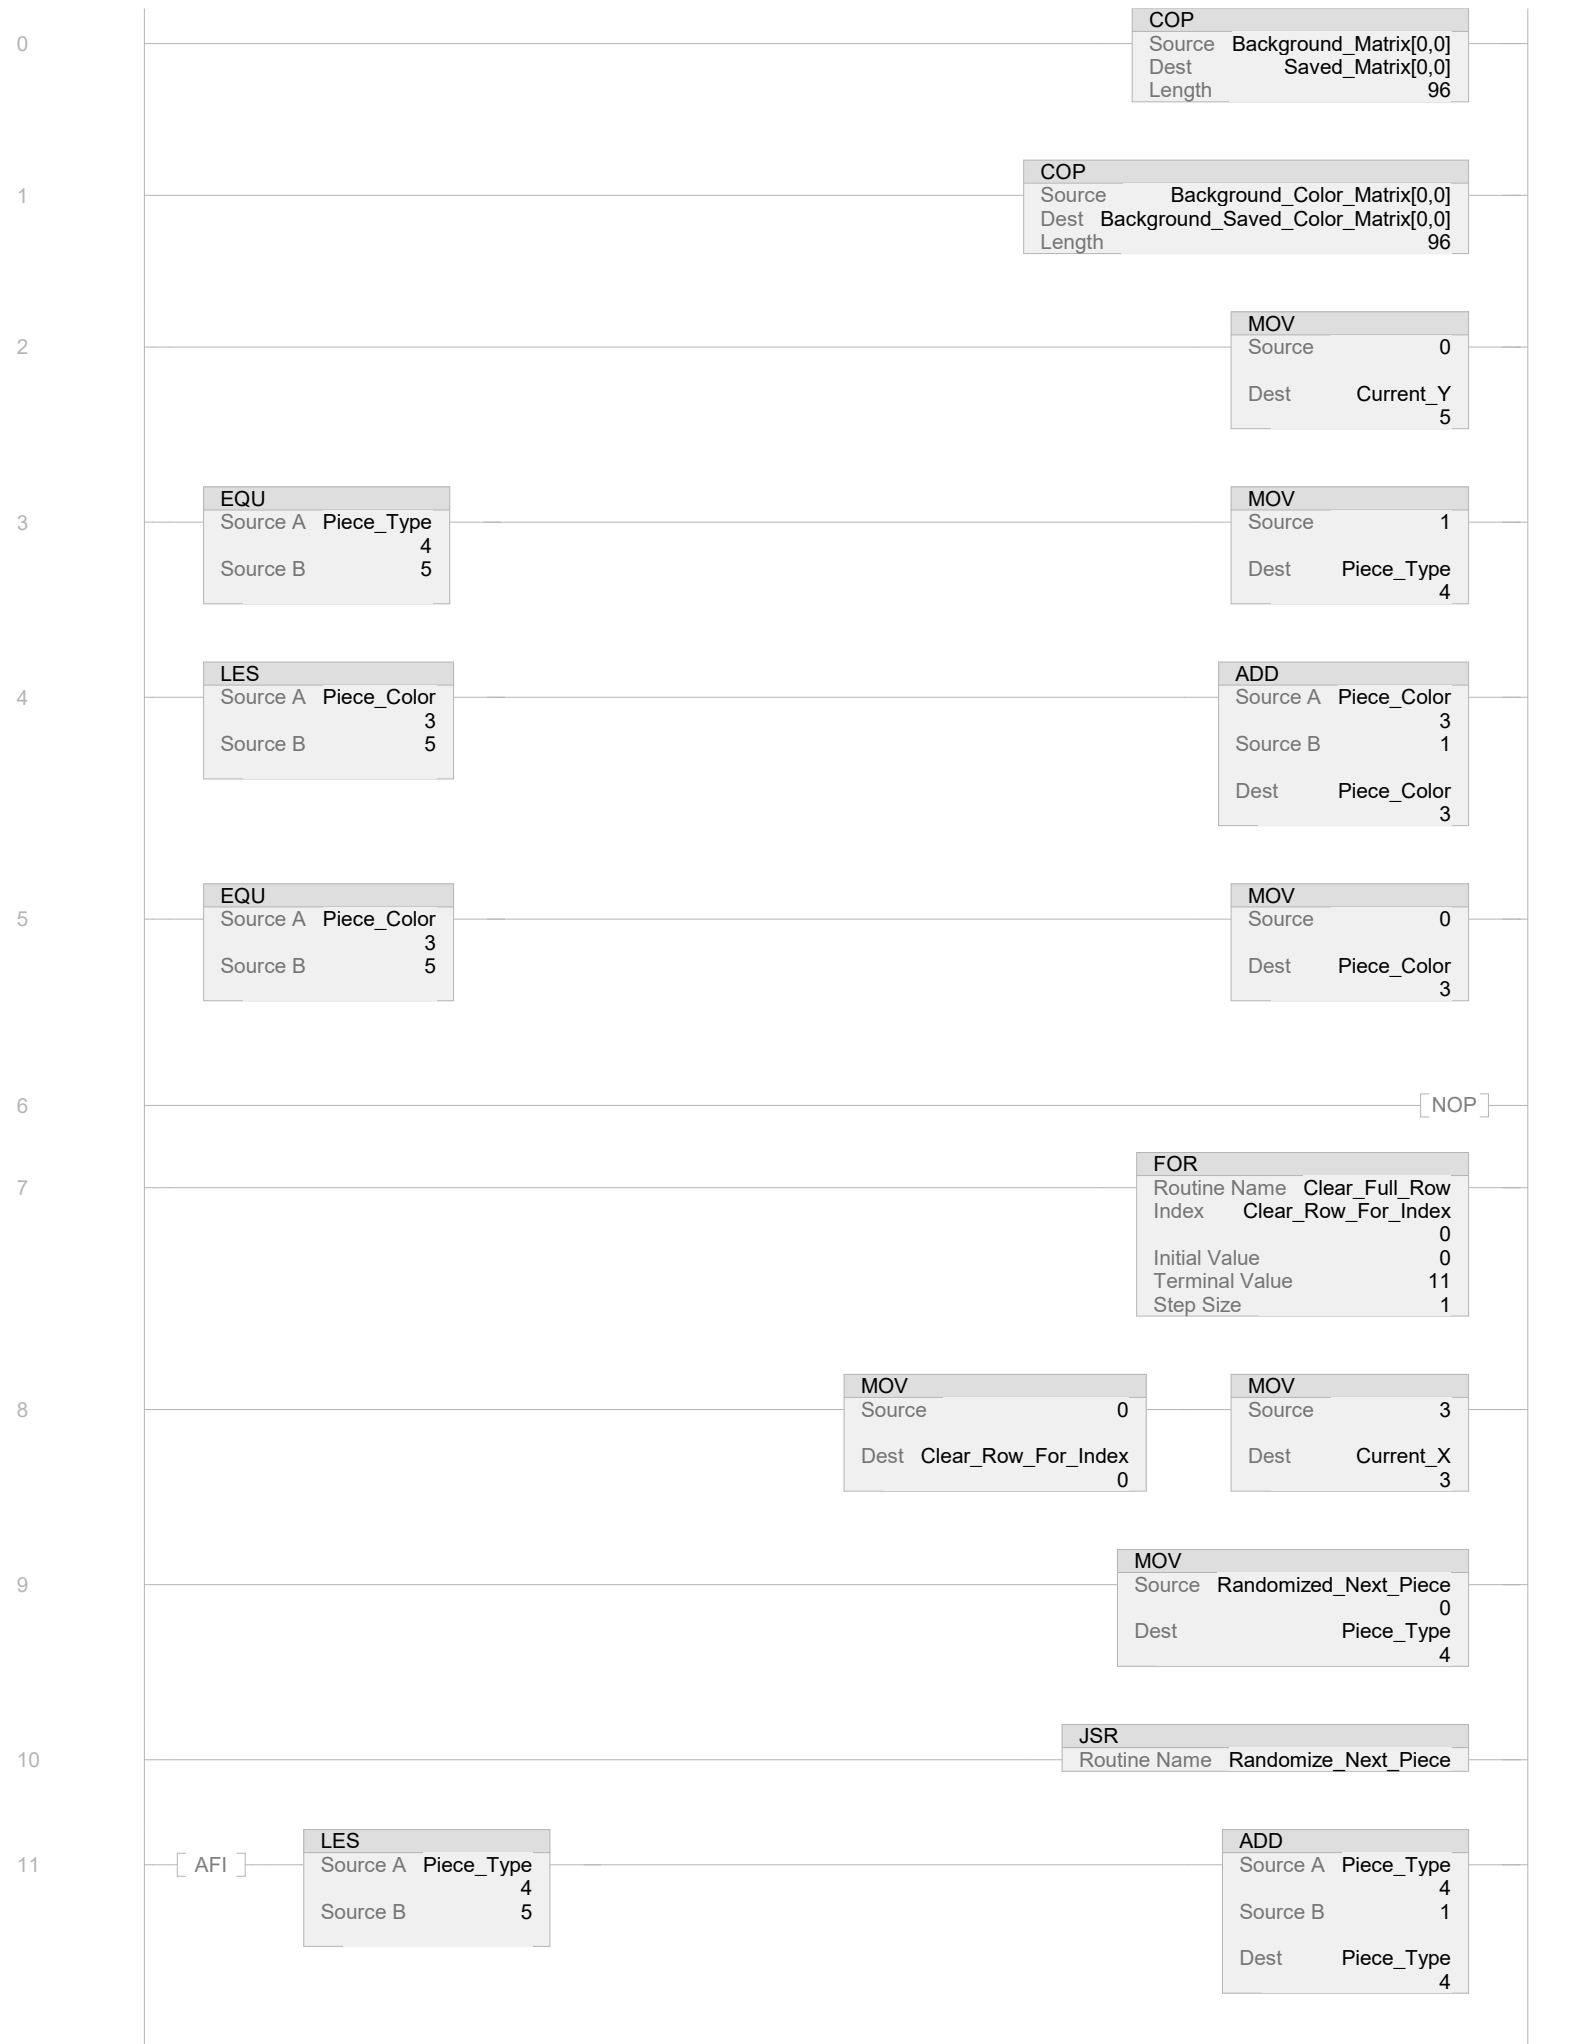 COP
0
Source Background_Matrix[0,0]
Dest Saved_Matrix[0,0]
Length 96
COP
1
Source Background_Color_Matrix[0,0]
Dest Background_Saved_Color_Matrix[0,0]
Length 96
MOV
2
Source 0
Dest Current_Y
5
EQU MOV
3
Source A Piece_Type Source 1
4
Source B 5 Dest Piece_Type
4
LES ADD
4
Source A Piece_Color Source A Piece_Color
3 3
Source B 5 Source B 1
Dest Piece_Color
3
EQU MOV
5
Source A Piece_Color Source 0
3
Source B 5 Dest Piece_Color
3
6 NOP
FOR
7
Routine Name Clear_Full_Row
Index Clear_Row_For_Index
0
Initial Value 0
Terminal Value 11
Step Size 1
MOV MOV
8
Source 0 Source 3
Dest Clear_Row_For_Index Dest Current_X
0 3
MOV
9
Source Randomized_Next_Piece
0
Dest Piece_Type
4
JSR
10
Routine Name Randomize_Next_Piece
LES ADD
11 AFI
Source A Piece_Type Source A Piece_Type
4 4
Source B 5 Source B 1
Dest Piece_Type
4